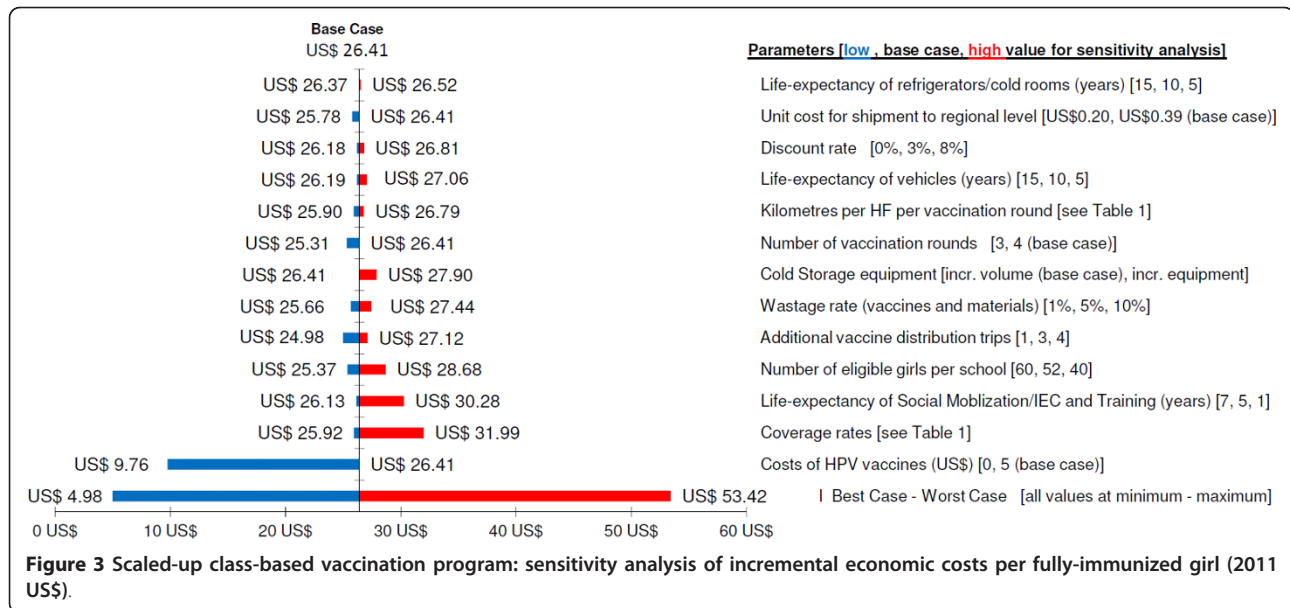 Base Case
US$ 26.41
Parameters [low , base case, high value for sensitivity analysis]
US$ 26.37 US$ 26.52 Life-expectancy of refrigerators/cold rooms (years) [15, 10, 5]
US$ 25.78 US$ 26.41 Unit cost for shipment to regional level [US$0.20, US$0.39 (base case)]
US$ 26.18 US$ 26.81 Discount rate [0%, 3%, 8%]
US$ 26.19 US$ 27.06 Life-expectancy of vehicles (years) [15, 10, 5]
US$ 25.90 US$ 26.79 Kilometres per HF per vaccination round [see Table 1]
US$ 25.31 US$ 26.41 Number of vaccination rounds [3, 4 (base case)]
US$ 26.41 US$ 27.90 Cold Storage equipment [incr. volume (base case), incr. equipment]
US$ 25.66 US$ 27.44 Wastage rate (vaccines and materials) [1%, 5%, 10%]
US$ 24.98 US$ 27.12 Additional vaccine distribution trips [1, 3, 4]
US$ 25.37 US$ 28.68 Number of eligible girls per school [60, 52, 40]
US$ 26.13 US$ 30.28 Life-expectancy of Social Moblization/IEC and Training (years) [7, 5, 1]
US$ 25.92 US$ 31.99 Coverage rates [see Table 1]
US$ 9.76 US$ 26.41 Costs of HPV vaccines (US$) [0, 5 (base case)]
US$ 4.98 US$ 53.42 Best Case - Worst Case [all values at minimum - maximum]
0 US$ 10 US$ 20 US$ 30 US$ 40 US$ 50 US$ 60 US$
Figure 3 Scaled-up class-based vaccination program: sensitivity analysis of incremental economic costs per fully-immunized girl (2011
US$).